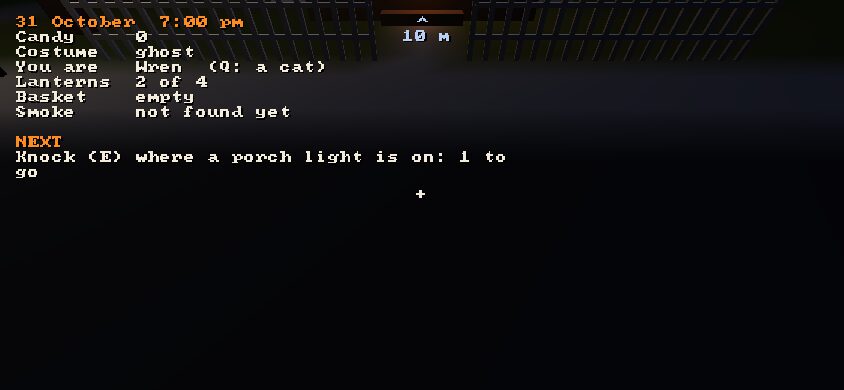 31 October  7:00 pm
Candy 0
Costume ghost
You are Wren (Q: a cat)
Lanterns 2 of 4
Basket empty
Smoke not found yet
NEXT
Knock (E) where a porch light is on: 1 to
go
^
10 m
+